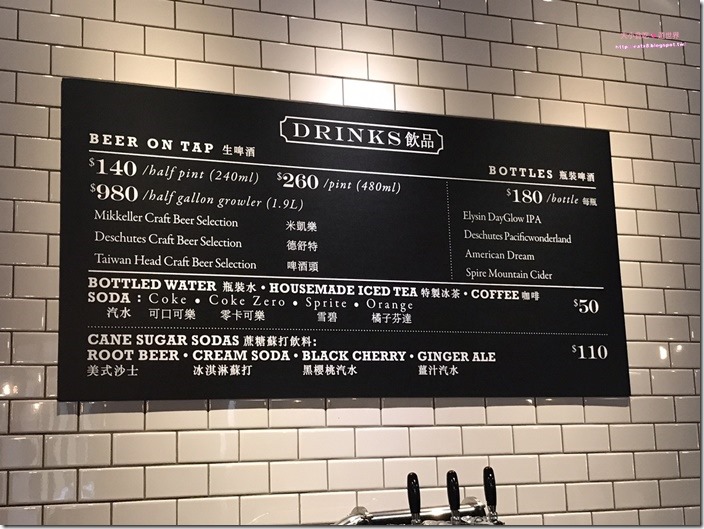 DRINKS飲品
BEER ON TAP 生啤酒
$140 /half pint (240ml) $260 /pint (480ml)
$980 /half gallon growler (1.9L)
Mikkeller Craft Beer Selection 米凱樂
Deschutes Craft Beer Selection 德舒特
Taiwan Head Craft Beer Selection 啤酒頭
BOTTLES 瓶裝啤酒
$180 /bottle 每瓶
Elysin DayGlow IPA
Deschutes Pacificwonderland
American Dream
Spire Mountain Cider
BOTTLED WATER 瓶裝水 • HOUSEMADE ICED TEA 特製冰茶 • COFFEE 咖啡
SODA : Coke • Coke Zero • Sprite • Orange $50
汽水 可口可樂 零卡可樂 雪碧 橘子芬達
CANE SUGAR SODAS 蔗糖蘇打飲料:
ROOT BEER • CREAM SODA • BLACK CHERRY • GINGER ALE $110
美式沙士 冰淇淋蘇打 黑櫻桃汽水 薑汁汽水